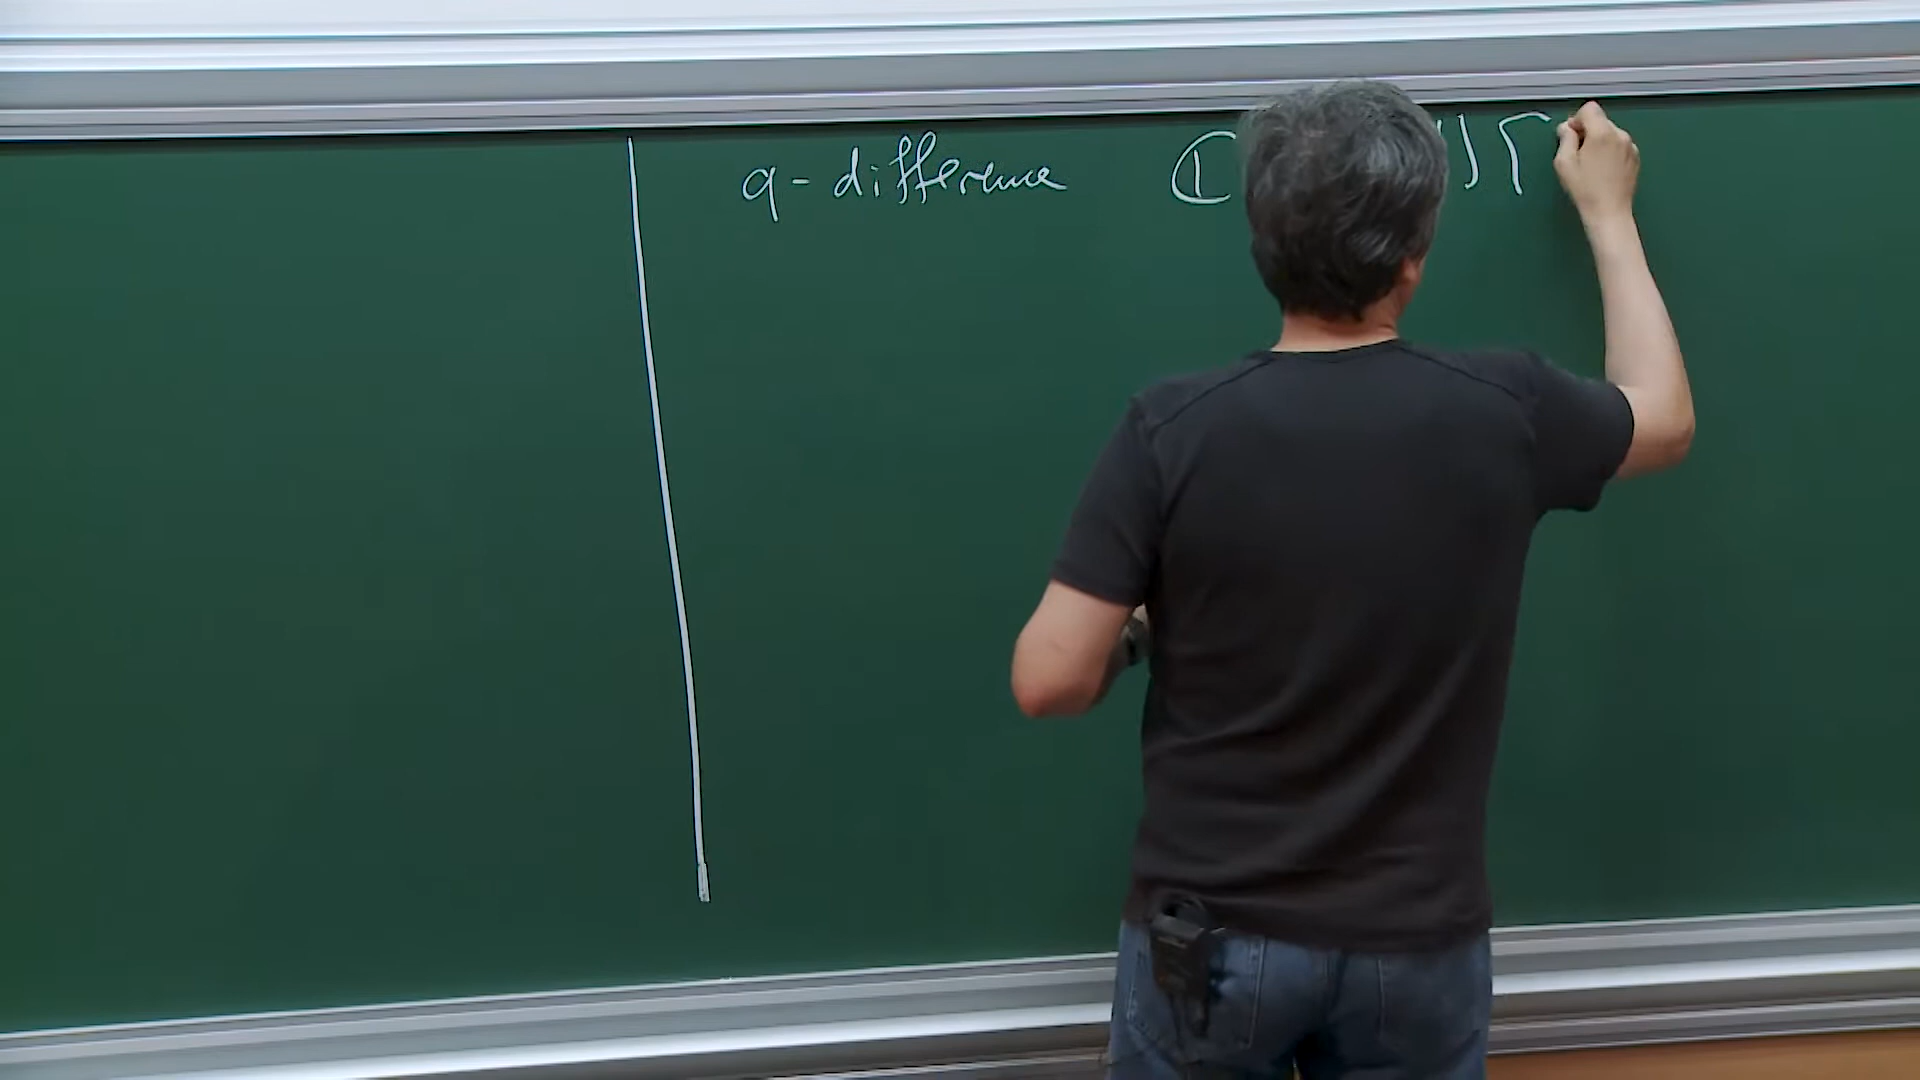 q-difference ℂ )) Γ